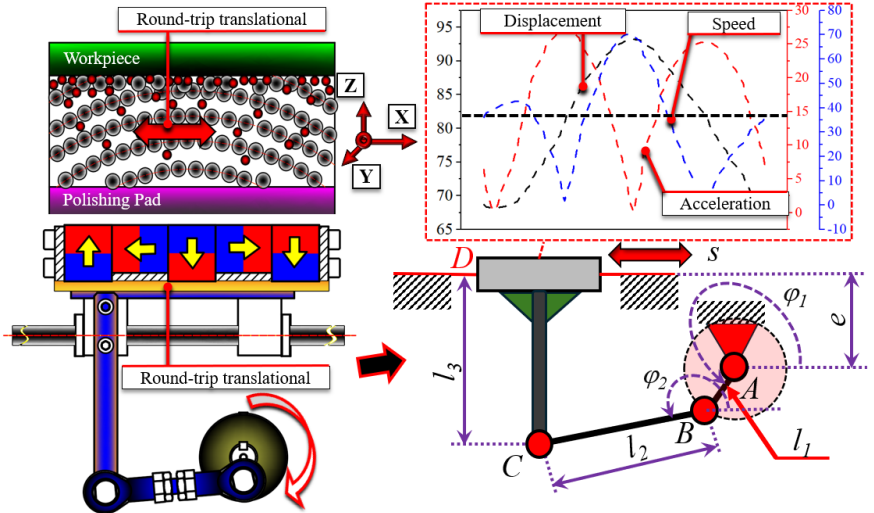 Round-trip translational
Workpiece
Z
X
Y
Polishing Pad
Displacement
Speed
Acceleration
95
90
85
80
75
70
65
30
25
20
15
10
5
0
80
70
60
50
40
30
20
10
0
-10
Round-trip translational
D
s
e
φ1
φ2
l3
A
B
C
l2
l1